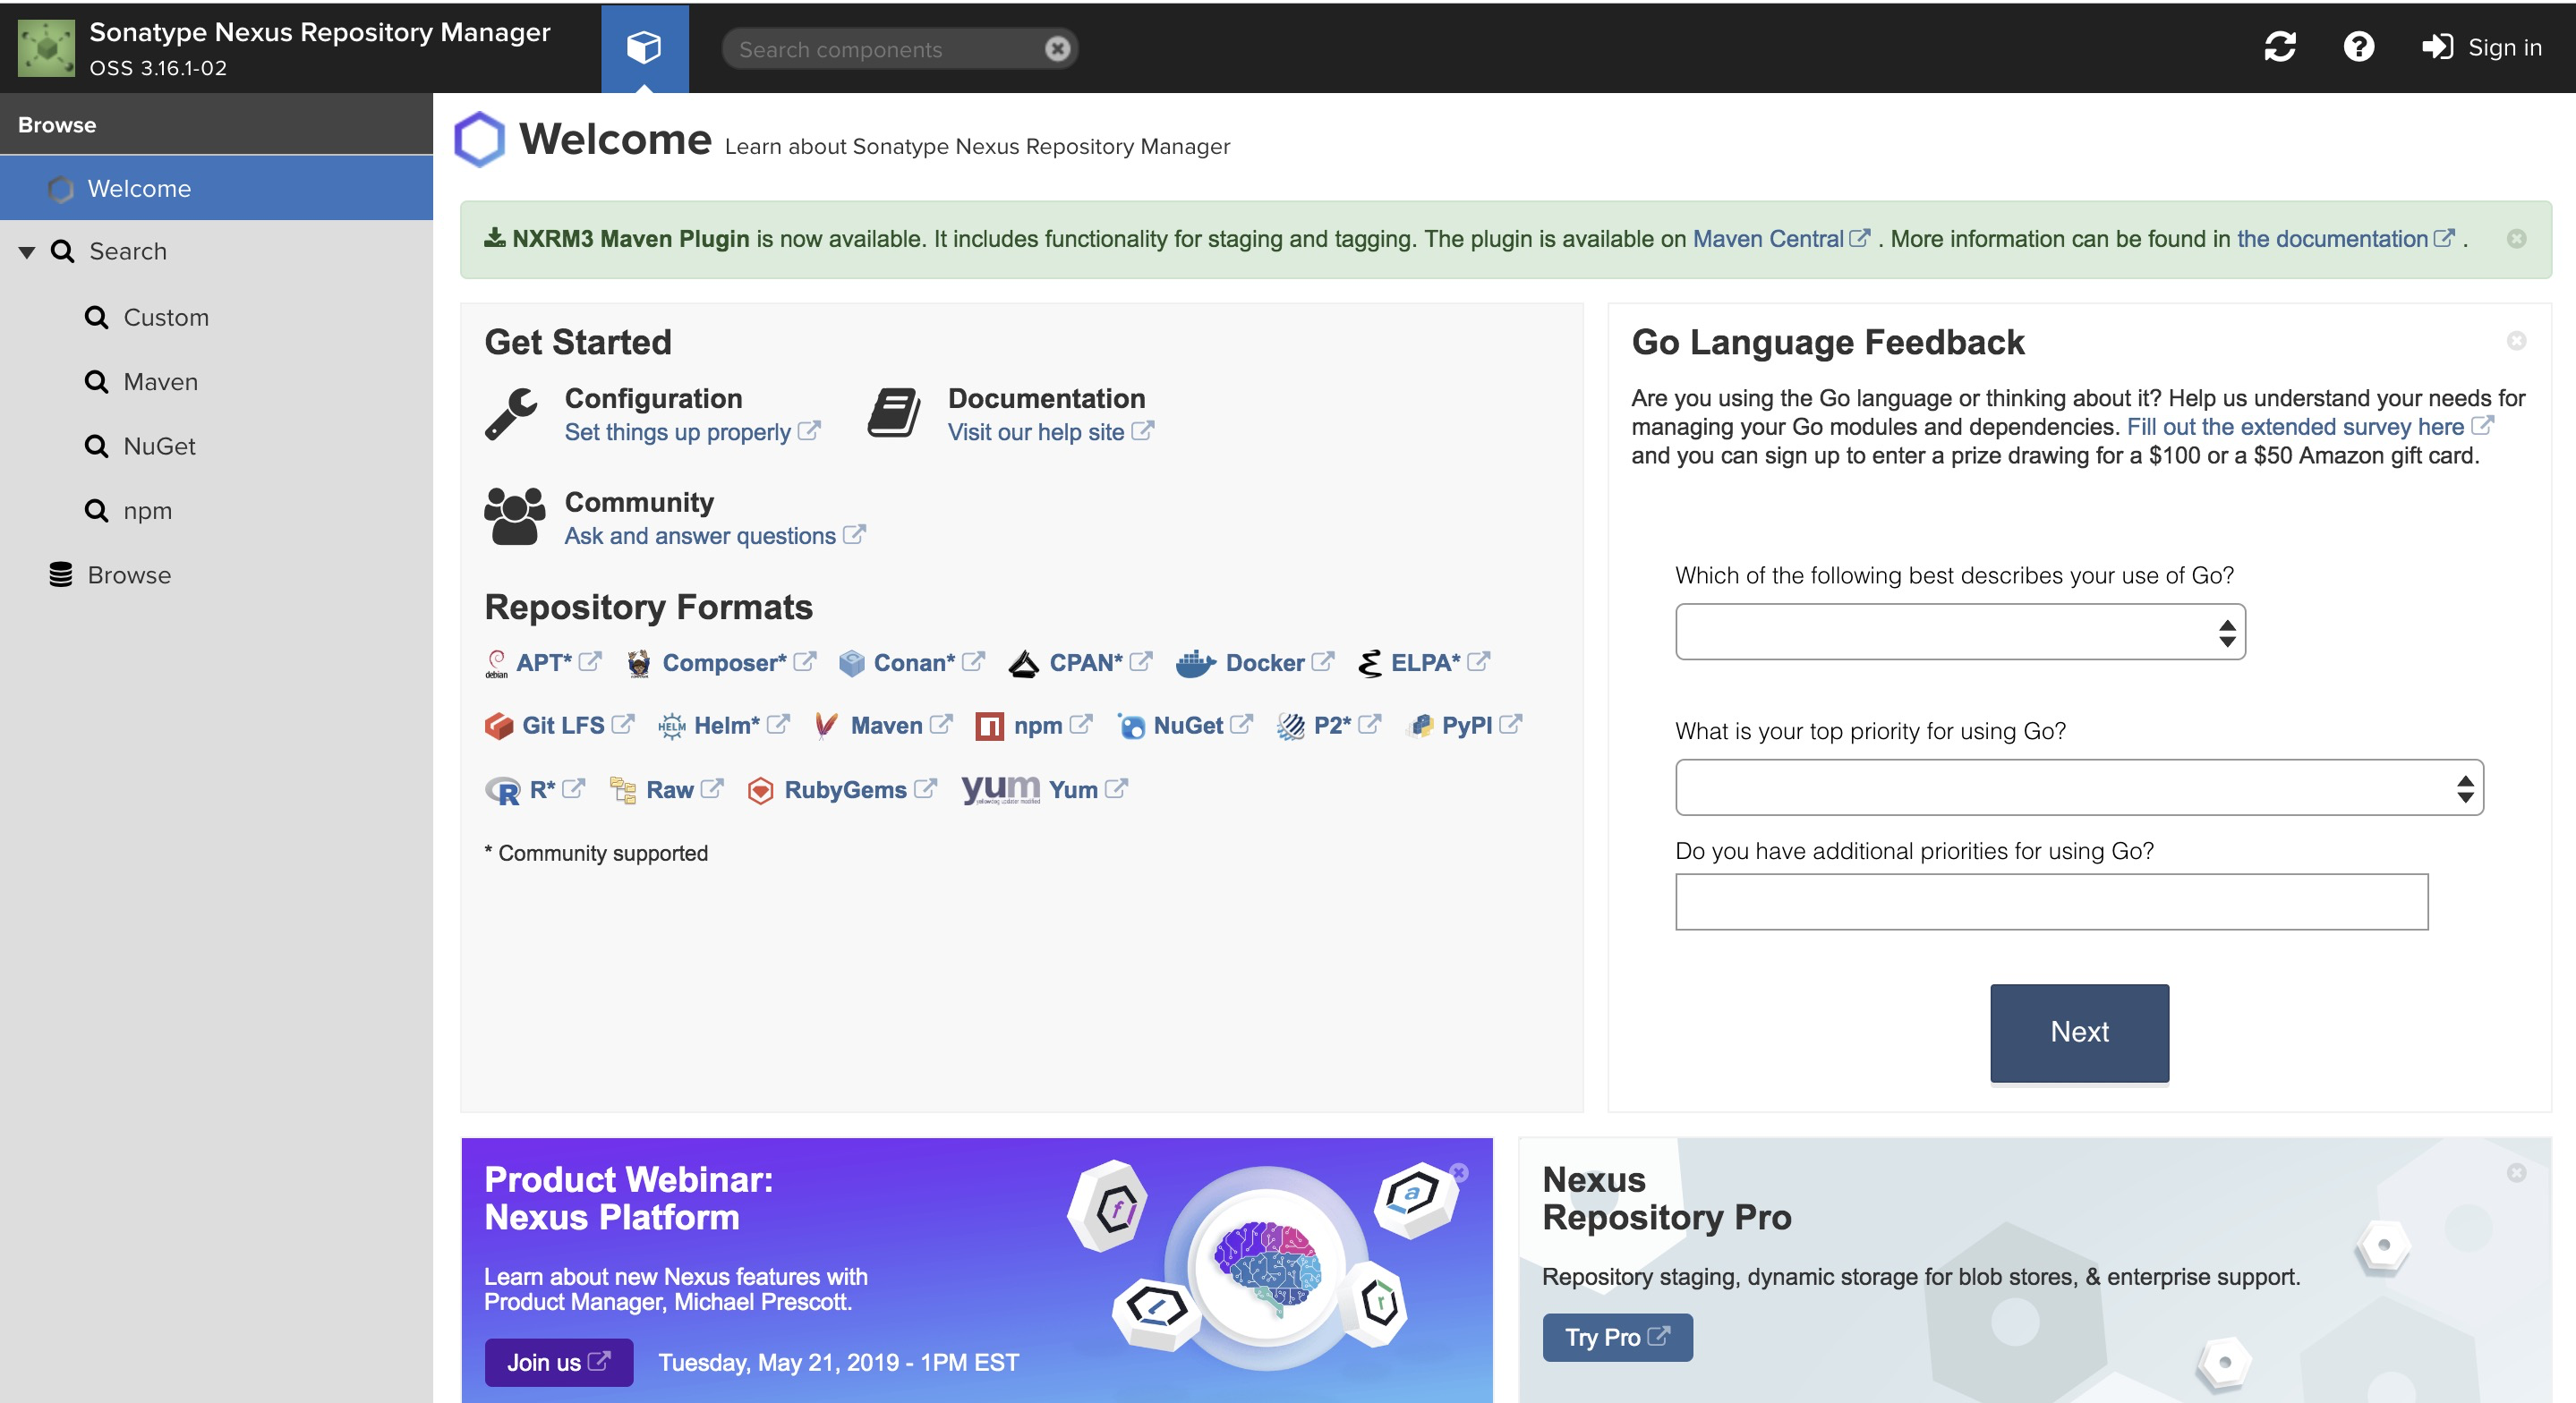 Sonatype Nexus Repository Manager
OSS 3.16.1-02
Search components
Sign in
Browse
Welcome
Search
Custom
Maven
NuGet
npm
Browse
Welcome Learn about Sonatype Nexus Repository Manager
NXRM3 Maven Plugin is now available. It includes functionality for staging and tagging. The plugin is available on Maven Central . More information can be found in the documentation .
Get Started
Configuration
Set things up properly
Documentation
Visit our help site
Community
Ask and answer questions
Repository Formats
debian APT* Composer* Conan* CPAN* Docker ELPA*
Git LFS HELM Helm* Maven npm NuGet P2* PyPI
R R* Raw RubyGems yum Yum
* Community supported
Go Language Feedback
Are you using the Go language or thinking about it? Help us understand your needs for
managing your Go modules and dependencies. Fill out the extended survey here
and you can sign up to enter a prize drawing for a $100 or a $50 Amazon gift card.
Which of the following best describes your use of Go?
What is your top priority for using Go?
Do you have additional priorities for using Go?
Next
Product Webinar:
Nexus Platform
Learn about new Nexus features with
Product Manager, Michael Prescott.
Join us Tuesday, May 21, 2019 - 1PM EST
f
a
l
r
Nexus
Repository Pro
Repository staging, dynamic storage for blob stores, & enterprise support.
Try Pro